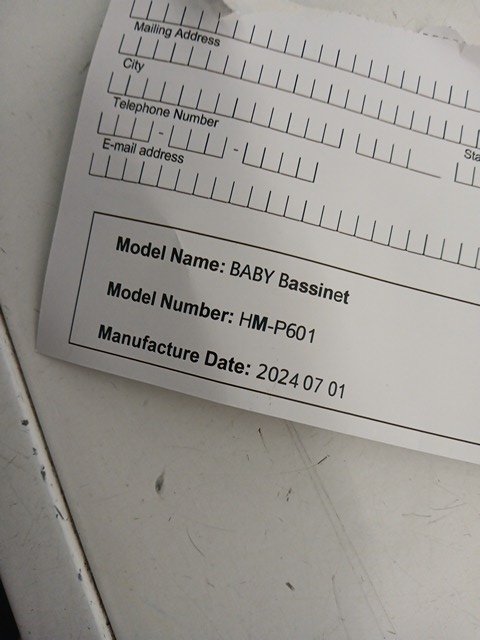 Mailing Address
City
Telephone Number
- -
E-mail address
Model Name: BABY Bassinet
Model Number: HM-P601
Manufacture Date: 2024 07 01